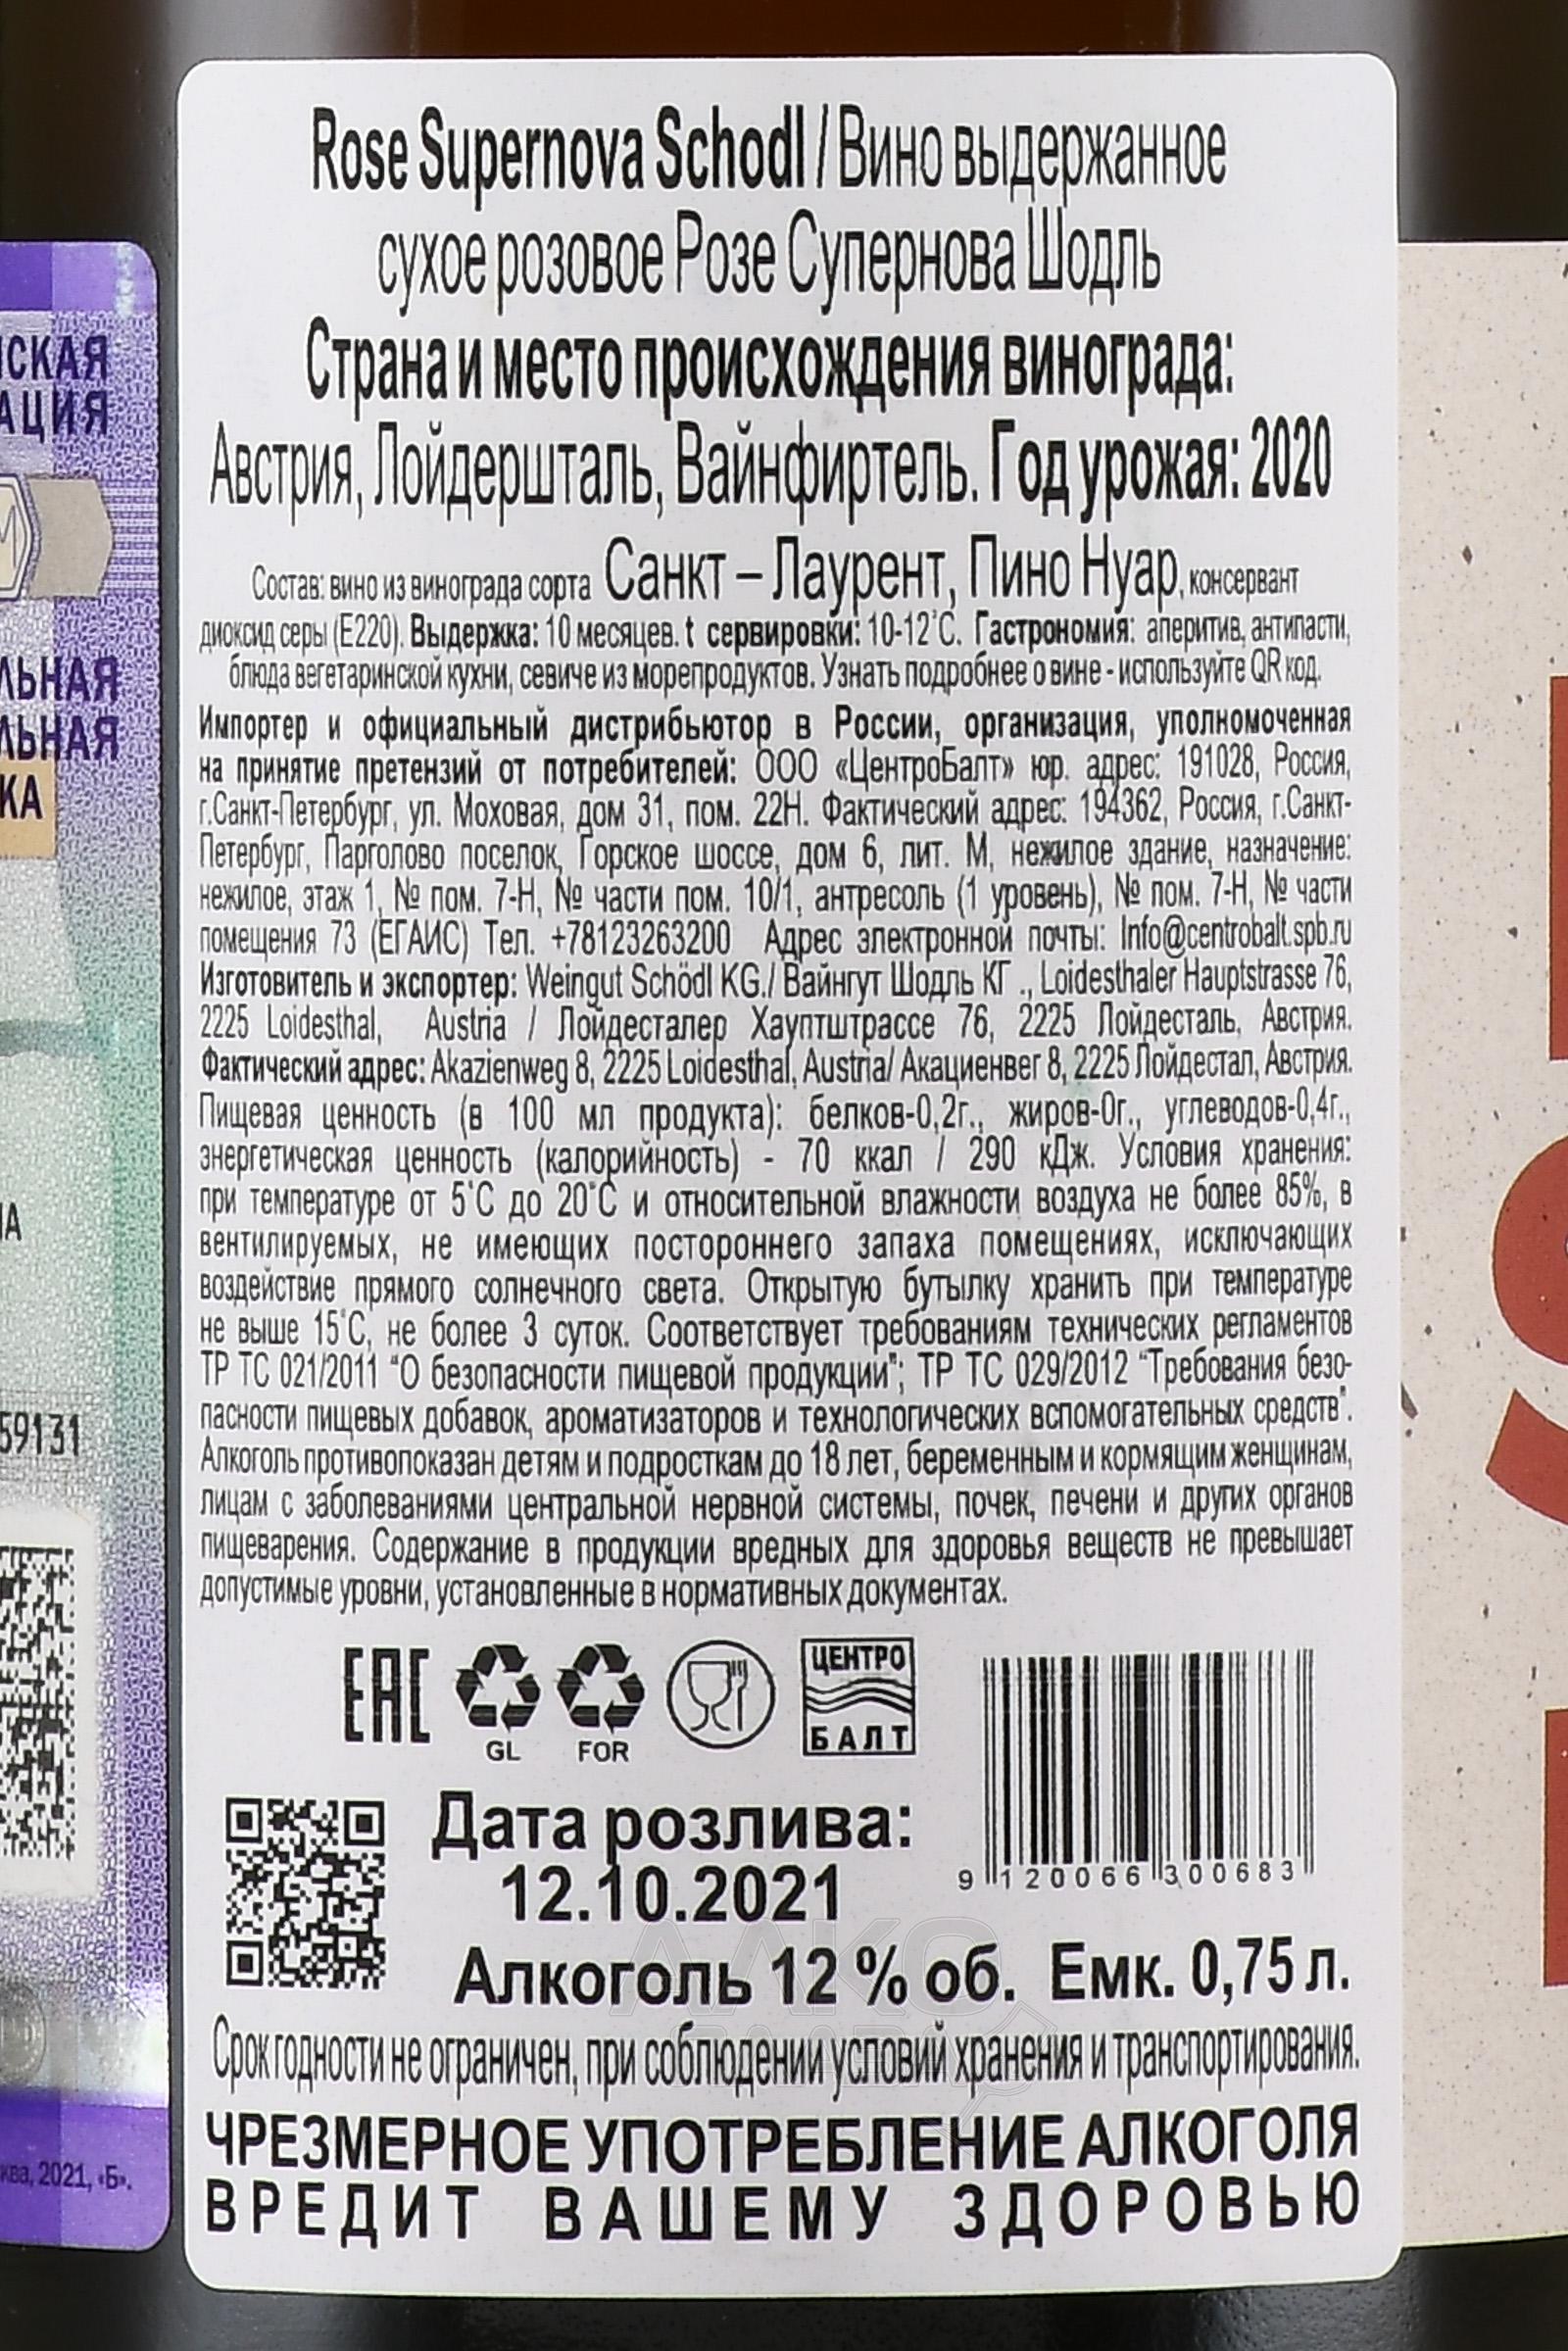 Rose Supernova Schodl / Вино выдержанное
сухое розовое Розе Супернова Шодль
Страна и место происхождения винограда:
Австрия, Лойдершталь, Вайнфиртель. Год урожая: 2020
Состав: вино из винограда сорта Санкт – Лаурент, Пино Нуар, консервант
диоксид серы (Е220). Выдержка: 10 месяцев. t сервировки: 10-12°С. Гастрономия: аперитив, антипасти,
блюда вегетаринской кухни, севиче из морепродуктов. Узнать подробнее о вине - используйте QR код.
Импортер и официальный дистрибьютор в России, организация, уполномоченная
на принятие претензий от потребителей: ООО «ЦентроБалт» юр. адрес: 191028, Россия,
г.Санкт-Петербург, ул. Моховая, дом 31, пом. 22Н. Фактический адрес: 194362, Россия, г.Санкт-
Петербург, Парголово поселок, Горское шоссе, дом 6, лит. М, нежилое здание, назначение:
нежилое, этаж 1, № пом. 7-Н, № части пом. 10/1, антресоль (1 уровень), № пом. 7-Н, № части
помещения 73 (ЕГАИС) Тел. +78123263200 Адрес электронной почты: Info@centrobalt.spb.ru
Изготовитель и экспортер: Weingut Schödl KG./ Вайнгут Шодль КГ ., Loidesthaler Hauptstrasse 76,
2225 Loidesthal, Austria / Лойдесталер Хауптштрассе 76, 2225 Лойдесталь, Австрия.
Фактический адрес: Akazienweg 8, 2225 Loidesthal, Austria/ Акациенвег 8, 2225 Лойдестал, Австрия.
Пищевая ценность (в 100 мл продукта): белков-0,2г., жиров-0г., углеводов-0,4г.,
энергетическая ценность (калорийность) - 70 ккал / 290 кДж. Условия хранения:
при температуре от 5°С до 20°С и относительной влажности воздуха не более 85%, в
вентилируемых, не имеющих постороннего запаха помещениях, исключающих
воздействие прямого солнечного света. Открытую бутылку хранить при температуре
не выше 15°С, не более 3 суток. Соответствует требованиям технических регламентов
ТР ТС 021/2011 "О безопасности пищевой продукции"; ТР ТС 029/2012 "Требования безо-
пасности пищевых добавок, ароматизаторов и технологических вспомогательных средств".
Алкоголь противопоказан детям и подросткам до 18 лет, беременным и кормящим женщинам,
лицам с заболеваниями центральной нервной системы, почек, печени и других органов
пищеварения. Содержание в продукции вредных для здоровья веществ не превышает
допустимые уровни, установленные в нормативных документах.
EAC
GL
FOR
ЦЕНТРО
БАЛТ
9 120066 300683
Дата розлива:
12.10.2021
Алкоголь 12 % об. Емк. 0,75 л.
Срок годности не ограничен, при соблюдении условий хранения и транспортирования.
ЧРЕЗМЕРНОЕ УПОТРЕБЛЕНИЕ АЛКОГОЛЯ
ВРЕДИТ ВАШЕМУ ЗДОРОВЬЮ
59131
2021, «Б».